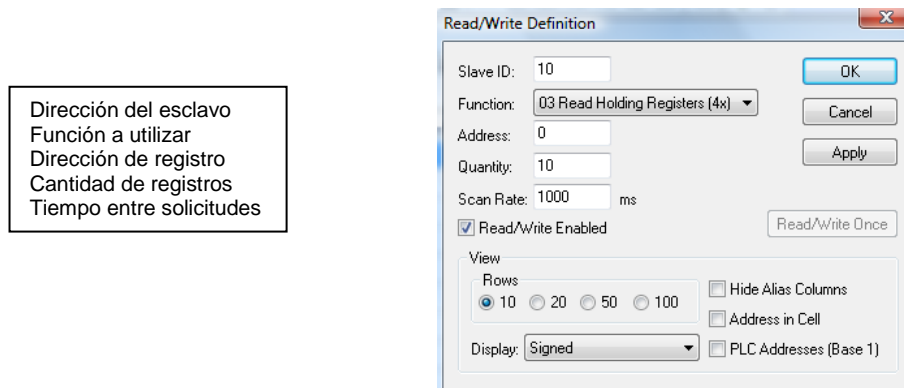 Dirección del esclavo
Función a utilizar
Dirección de registro
Cantidad de registros
Tiempo entre solicitudes
Read/Write Definition
X
Slave ID: 10
OK
Function: 03 Read Holding Registers (4x)
Cancel
Address: 0
Apply
Quantity: 10
Scan Rate: 1000 ms
Read/Write Enabled
Read/Write Once
View
Rows
10 20 50 100
Hide Alias Columns
Address in Cell
Display: Signed
PLC Addresses (Base 1)